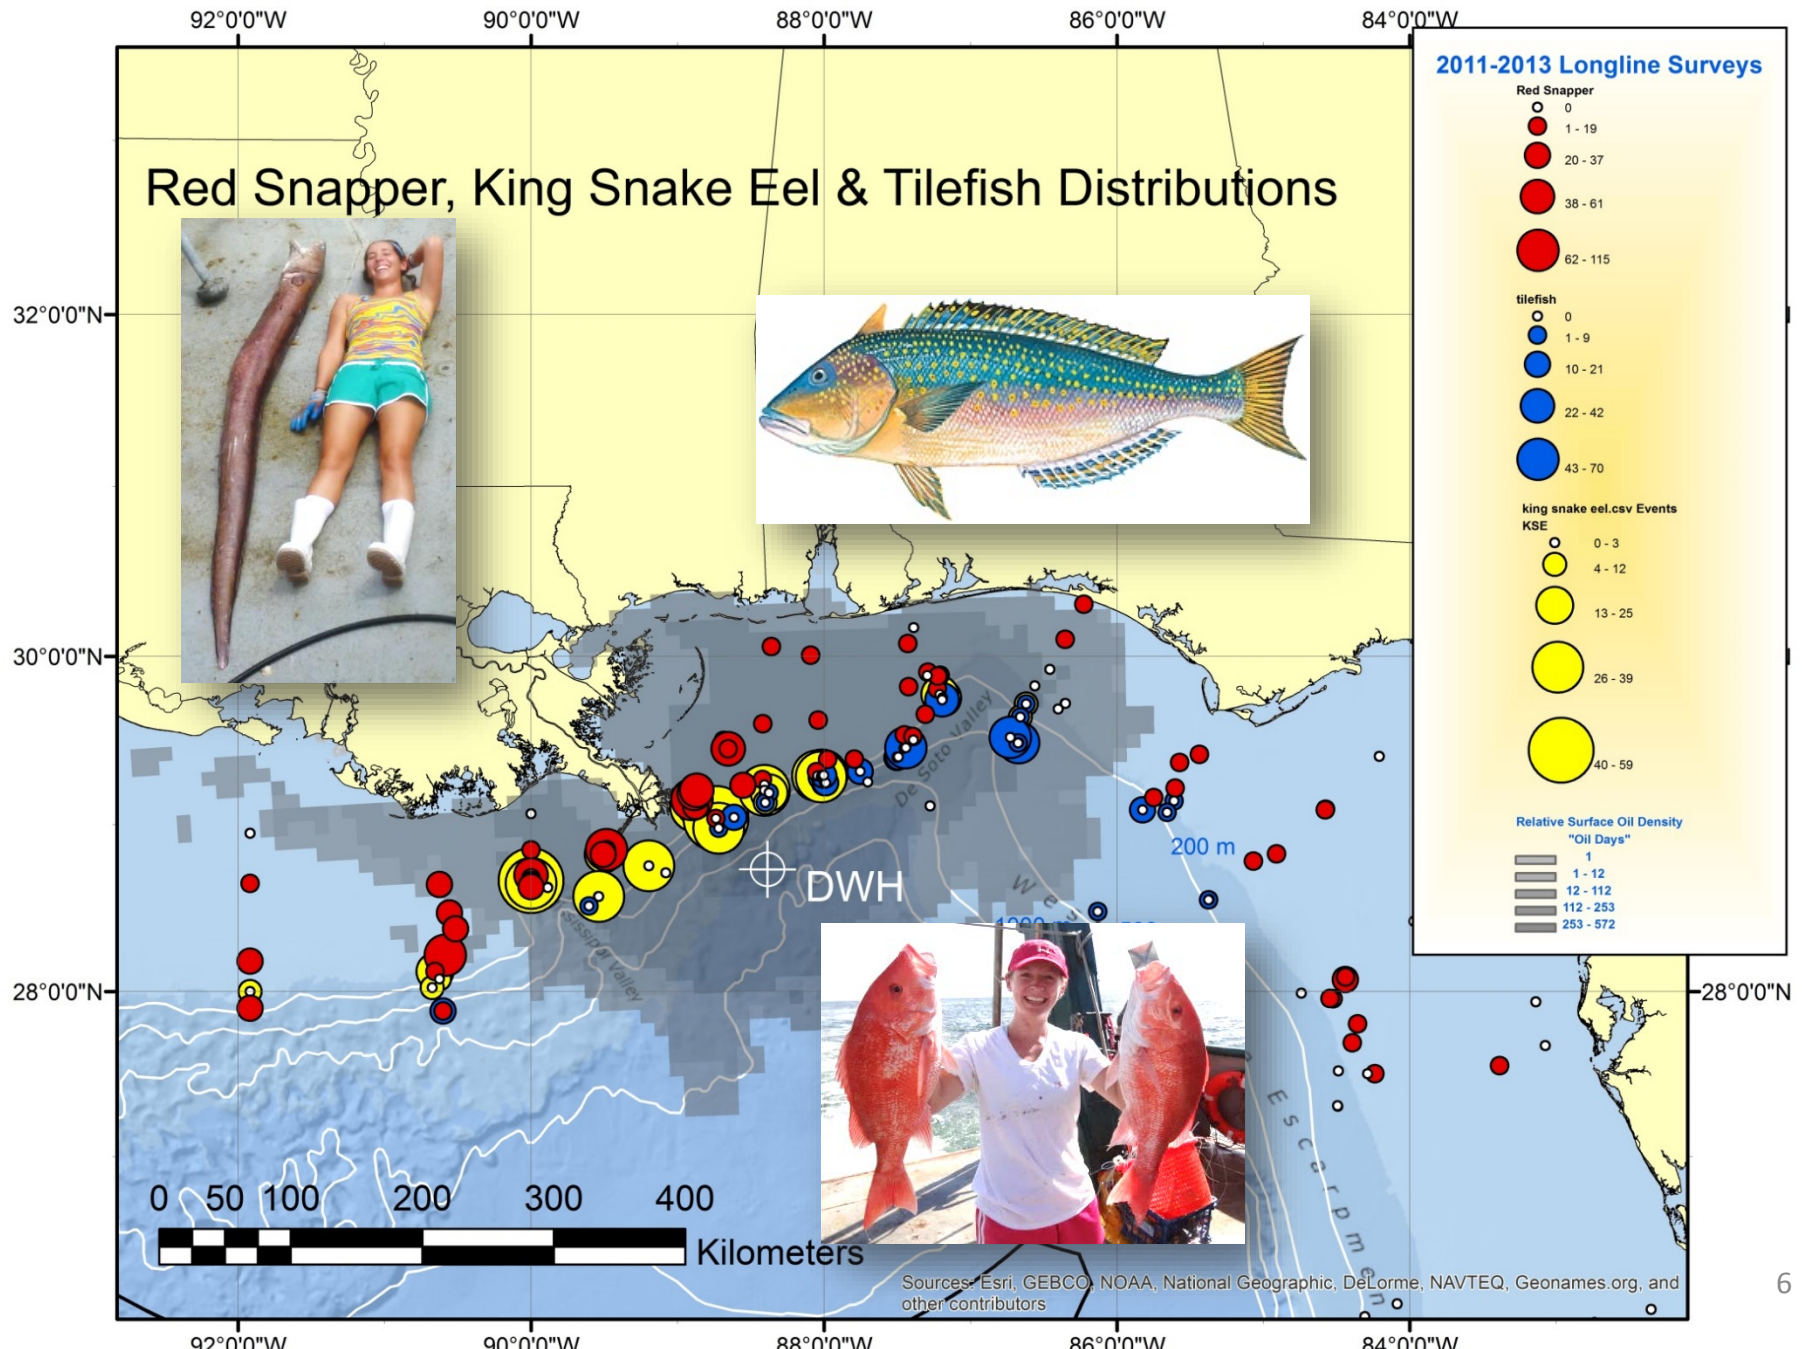 92°0'0"W 90°0'0"W 88°0'0"W 86°0'0"W 84°0'0"W
2011-2013 Longline Surveys
Red Snapper
0
1 - 19
20 - 37
38 - 61
62 - 115
tilefish
0
1 - 9
10 - 21
22 - 42
43 - 70
king snake eel.csv Events
KSE
0 - 3
4 - 12
13 - 25
26 - 39
40 - 59
Relative Surface Oil Density
"Oil Days"
1
1 - 12
12 - 112
112 - 253
253 - 572
Red Snapper, King Snake Eel & Tilefish Distributions
32°0'0"N
30°0'0"N
28°0'0"N
28°0'0"N
De Soto Valley
200 m
DWH
Valley
Escarpmen
0 50 100 200 300 400
Kilometers
Sources: Esri, GEBCO, NOAA, National Geographic, DeLorme, NAVTEQ, Geonames.org, and
other contributors
6
92°0'0"W 90°0'0"W 88°0'0"W 86°0'0"W 84°0'0"W